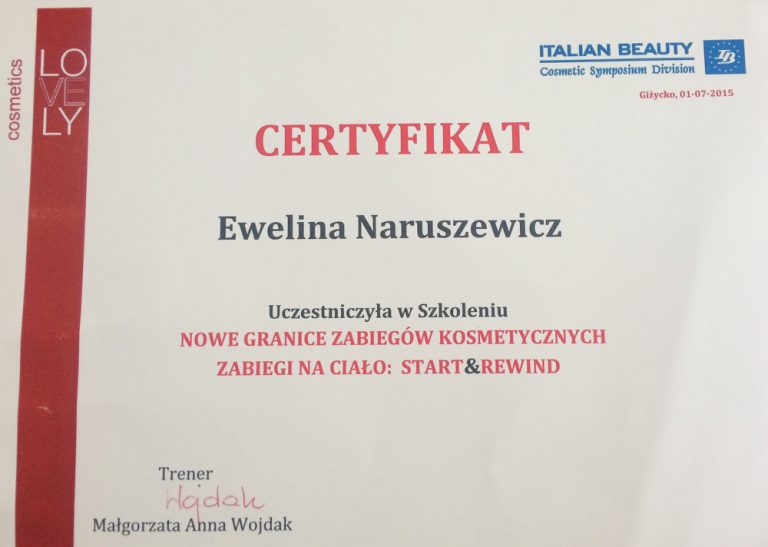 cosmetics
LO
VE
LY
ITALIAN BEAUTY
Cosmetic Symposium Division
IB
Giżycko, 01-07-2015
CERTYFIKAT
Ewelina Naruszewicz
Uczestniczyła w Szkoleniu
NOWE GRANICE ZABIEGÓW KOSMETYCZNYCH
ZABIEGI NA CIAŁO: START&REWIND
Trener
Wojdak
Małgorzata Anna Wojdak